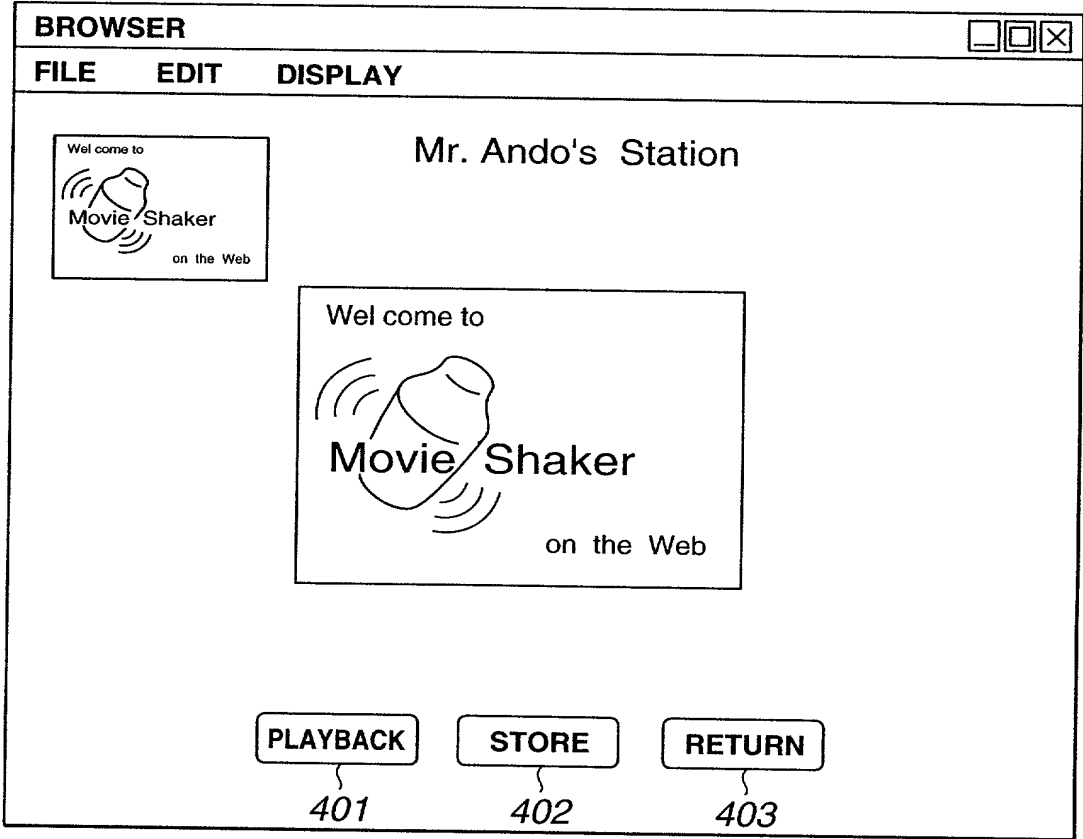 BROWSER
FILE EDIT DISPLAY
Wel come to
Movie Shaker
on the Web
Mr. Ando's Station
Wel come to
Movie Shaker
on the Web
PLAYBACK STORE RETURN
401 402 403